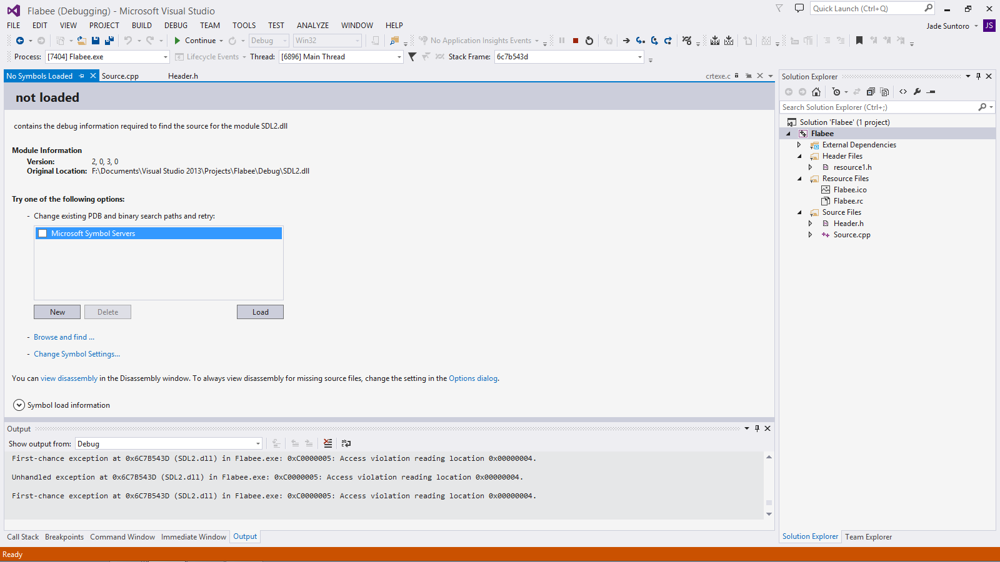 Flabee (Debugging) - Microsoft Visual Studio
Quick Launch (Ctrl+Q)
FILE EDIT VIEW PROJECT BUILD DEBUG TEAM TOOLS TEST ANALYZE WINDOW HELP
Jade Suntoro JS
Continue Debug Win32 No Application Insights Events
Process: [7404] Flabee.exe Lifecycle Events Thread: [6896] Main Thread Stack Frame: 6c7b543d
No Symbols Loaded Source.cpp Header.h crtexe.c
not loaded
contains the debug information required to find the source for the module SDL2.dll
Module Information
Version: 2, 0, 3, 0
Original Location: F:\Documents\Visual Studio 2013\Projects\Flabee\Debug\SDL2.dll
Try one of the following options:
- Change existing PDB and binary search paths and retry:
Microsoft Symbol Servers
New Delete Load
- Browse and find ...
- Change Symbol Settings...
You can view disassembly in the Disassembly window. To always view disassembly for missing source files, change the setting in the Options dialog.
Symbol load information
Output
Show output from: Debug
First-chance exception at 0x6C7B543D (SDL2.dll) in Flabee.exe: 0xC0000005: Access violation reading location 0x00000004.
Unhandled exception at 0x6C7B543D (SDL2.dll) in Flabee.exe: 0xC0000005: Access violation reading location 0x00000004.
First-chance exception at 0x6C7B543D (SDL2.dll) in Flabee.exe: 0xC0000005: Access violation reading location 0x00000004.
Call Stack Breakpoints Command Window Immediate Window Output
Solution Explorer
Search Solution Explorer (Ctrl+;)
Solution 'Flabee' (1 project)
Flabee
External Dependencies
Header Files
resource1.h
Resource Files
Flabee.ico
Flabee.rc
Source Files
Header.h
Source.cpp
Solution Explorer Team Explorer
Ready